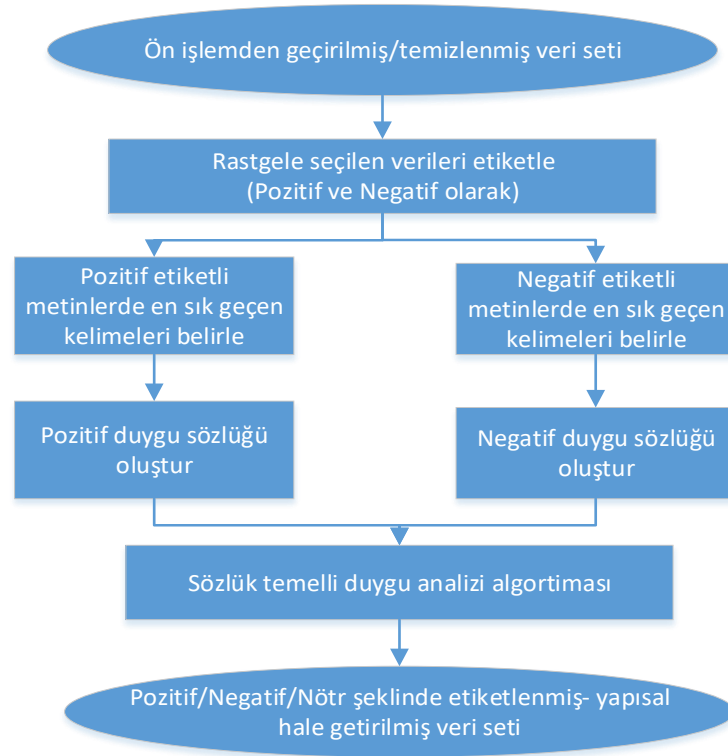 Ön işlemden geçirilmiş/temizlenmiş veri seti
Rastgele seçilen verileri etiketle
(Pozitif ve Negatif olarak)
Pozitif etiketli
metinlerde en sık geçen
kelimeleri belirle
Negatif etiketli
metinlerde en sık geçen
kelimeleri belirle
Pozitif duygu sözlüğü
oluştur
Negatif duygu sözlüğü
oluştur
Sözlük temelli duygu analizi algortiması
Pozitif/Negatif/Nötr şeklinde etiketlenmiş- yapısal
hale getirilmiş veri seti